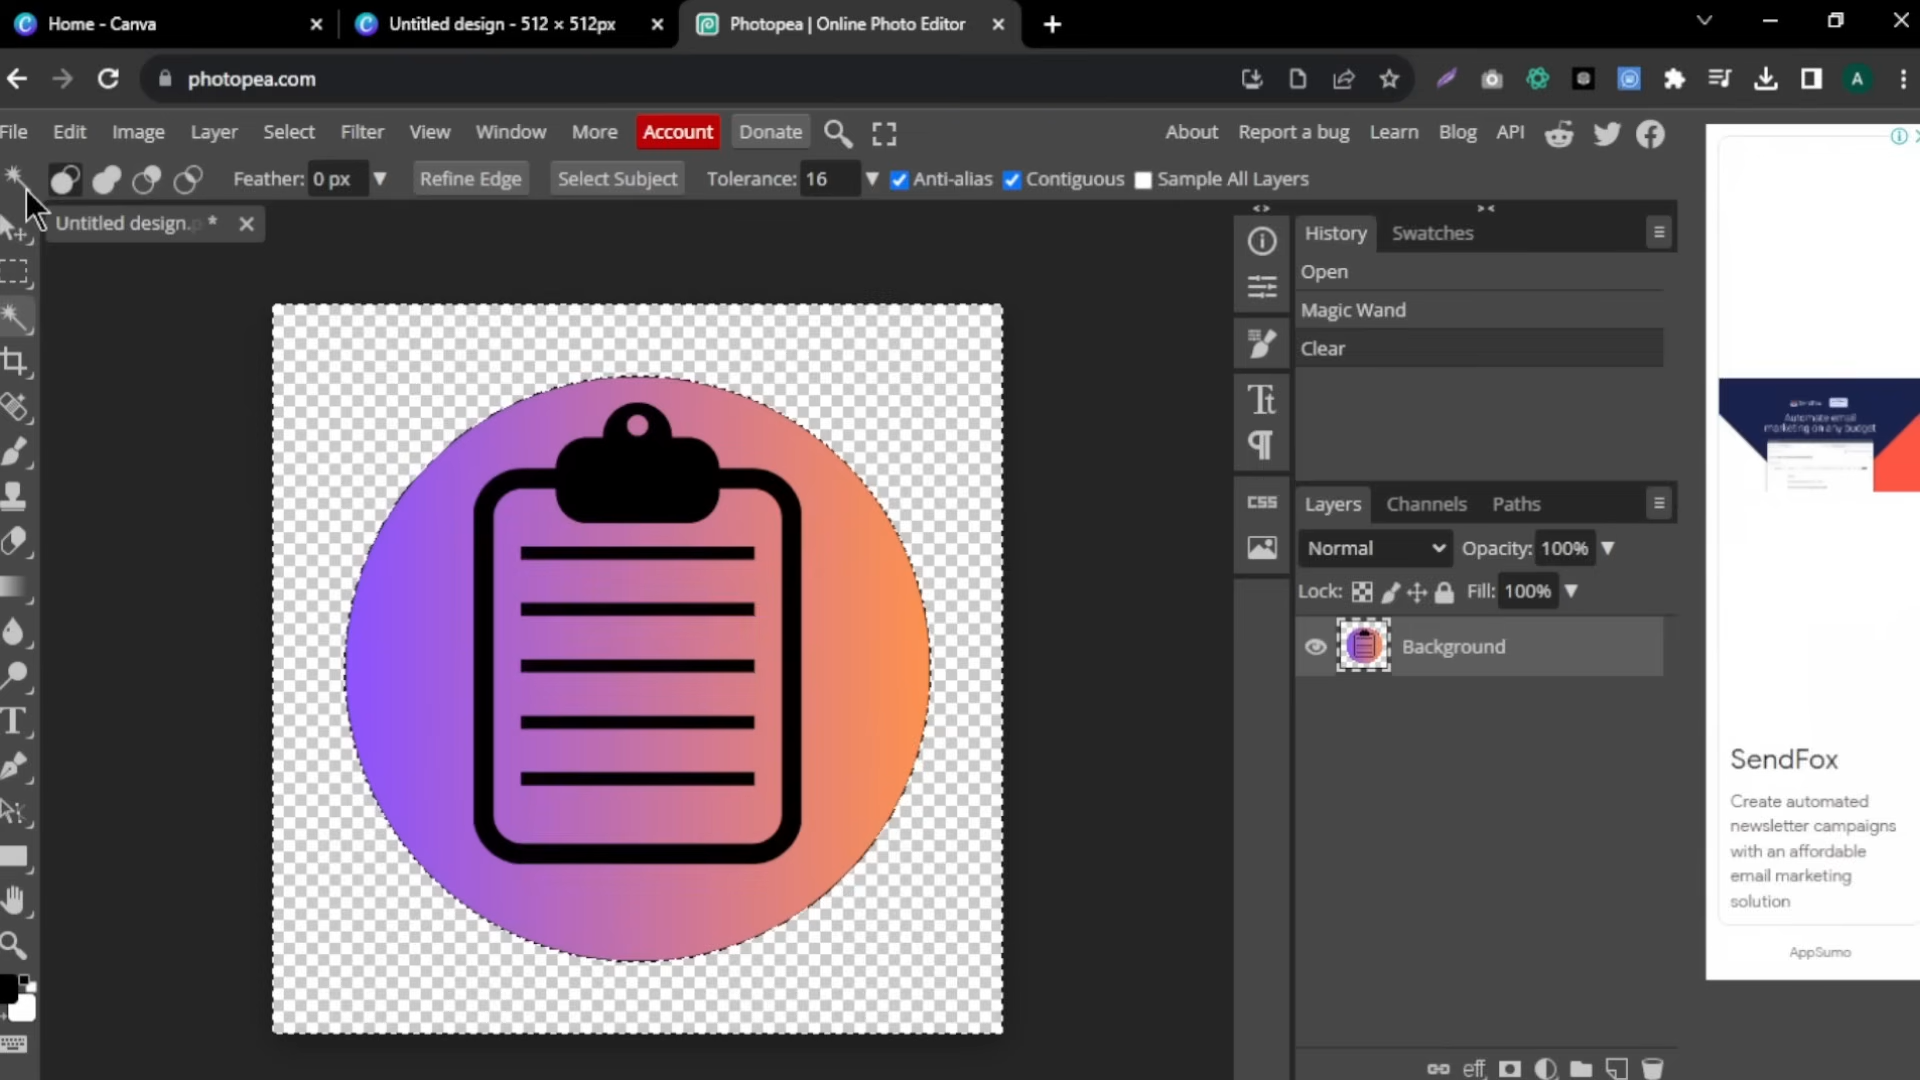 Home - Canva
Untitled design - 512 × 512px
Photopea | Online Photo Editor
photopea.com
A
File Edit Image Layer Select Filter View Window More Account Donate
About Report a bug Learn Blog API
Feather: 0 px Refine Edge Select Subject Tolerance: 16 Anti-alias Contiguous Sample All Layers
Untitled design. *
History Swatches
Open
Magic Wand
Clear
CSS
Layers Channels Paths
Normal Opacity: 100%
Lock: Fill: 100%
Background
eff
Automate email
marketing on any budget
SendFox
Create automated
newsletter campaigns
with an affordable
email marketing
solution
AppSumo